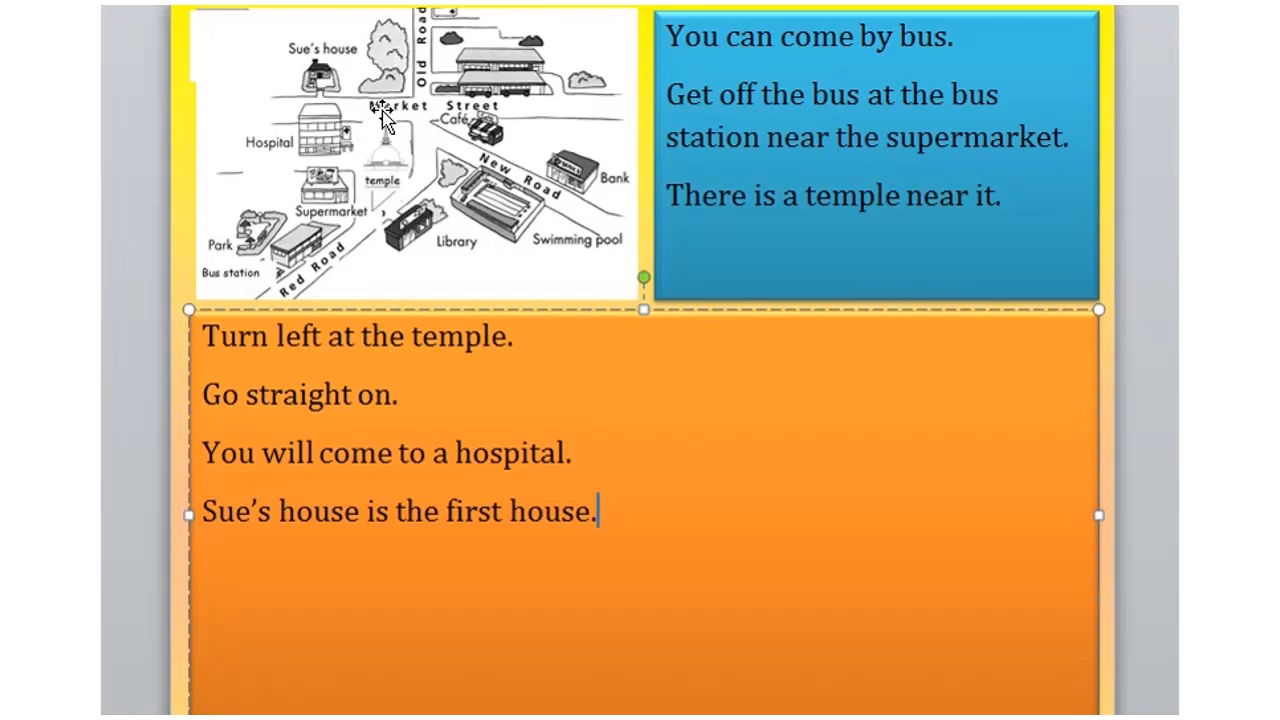 Sue's house
Old Road
Market Street
Café
Hospital
New Road
Bank
temple
Supermarket
Park
Library
Swimming pool
Bus station
Red Road
You can come by bus.
Get off the bus at the bus
station near the supermarket.
There is a temple near it.
Turn left at the temple.
Go straight on.
You will come to a hospital.
Sue’s house is the first house.